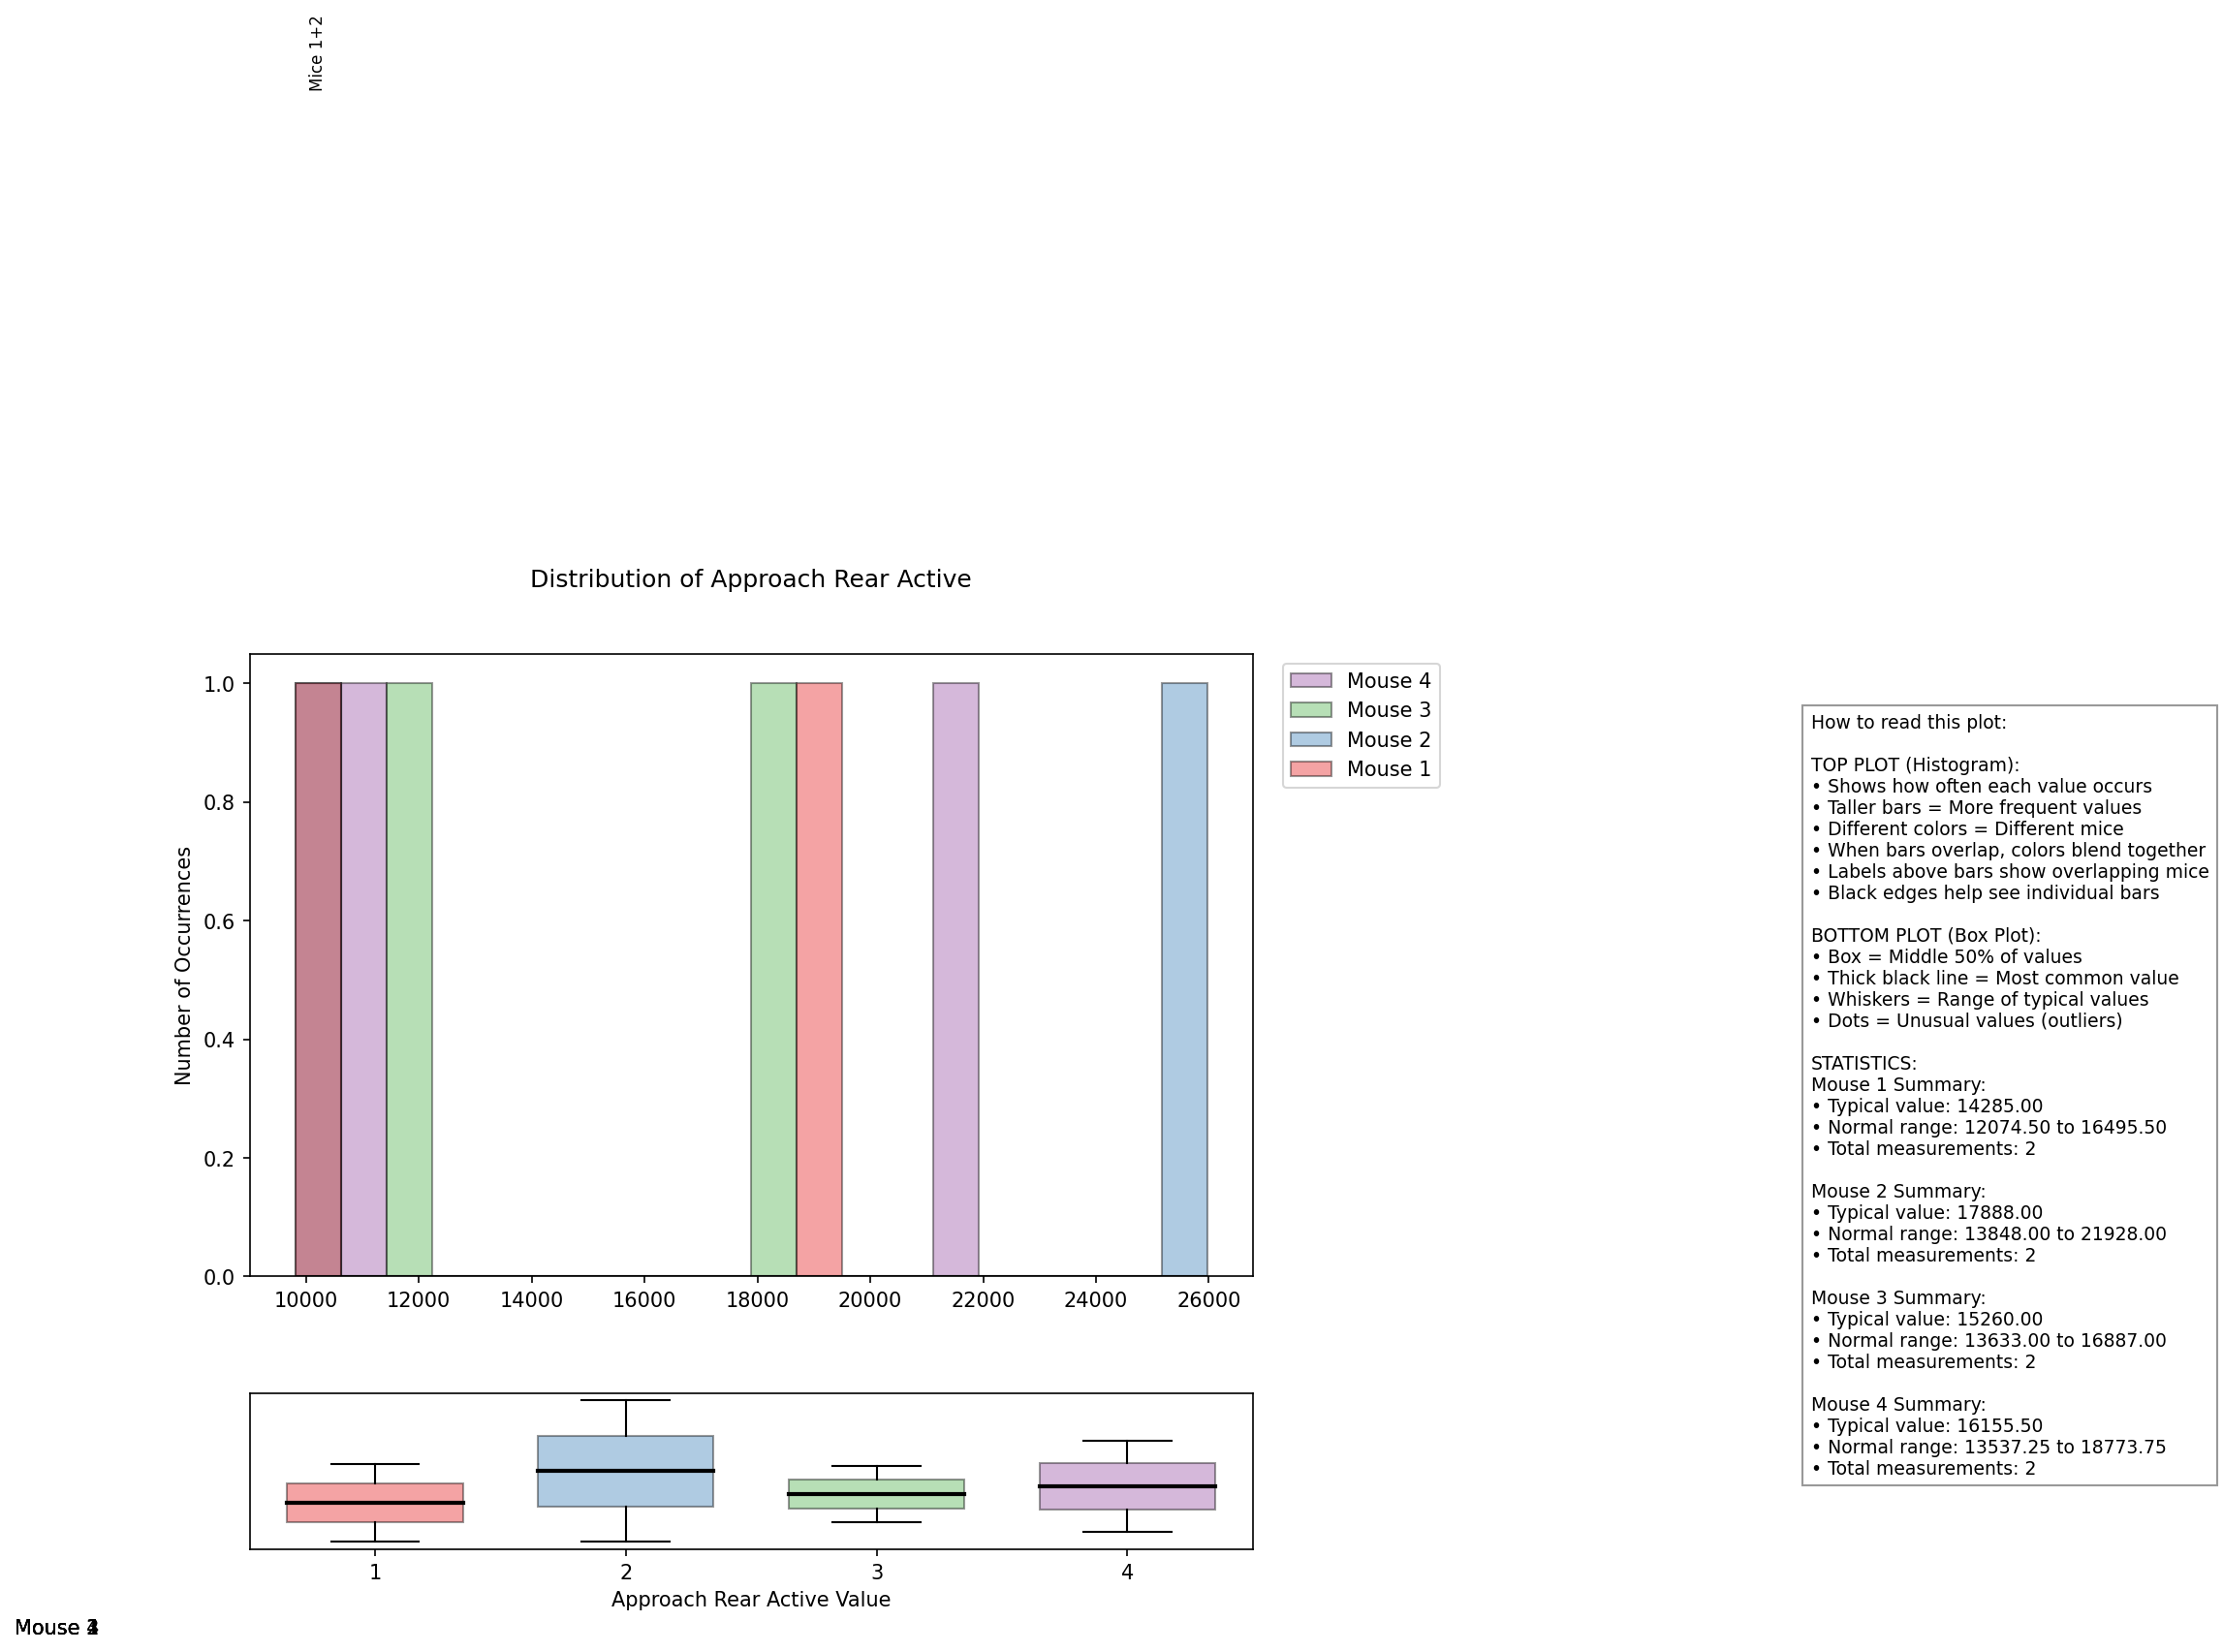 Mice 1+2
Distribution of Approach Rear Active
Number of Occurrences
1.0
0.8
0.6
0.4
0.2
0.0
10000 12000 14000 16000 18000 20000 22000 24000 26000
Mouse 4
Mouse 3
Mouse 2
Mouse 1
How to read this plot:
TOP PLOT (Histogram):
• Shows how often each value occurs
• Taller bars = More frequent values
• Different colors = Different mice
• When bars overlap, colors blend together
• Labels above bars show overlapping mice
• Black edges help see individual bars
BOTTOM PLOT (Box Plot):
• Box = Middle 50% of values
• Thick black line = Most common value
• Whiskers = Range of typical values
• Dots = Unusual values (outliers)
STATISTICS:
Mouse 1 Summary:
• Typical value: 14285.00
• Normal range: 12074.50 to 16495.50
• Total measurements: 2
Mouse 2 Summary:
• Typical value: 17888.00
• Normal range: 13848.00 to 21928.00
• Total measurements: 2
Mouse 3 Summary:
• Typical value: 15260.00
• Normal range: 13633.00 to 16887.00
• Total measurements: 2
Mouse 4 Summary:
• Typical value: 16155.50
• Normal range: 13537.25 to 18773.75
• Total measurements: 2
1 2 3 4
Approach Rear Active Value
Mouse